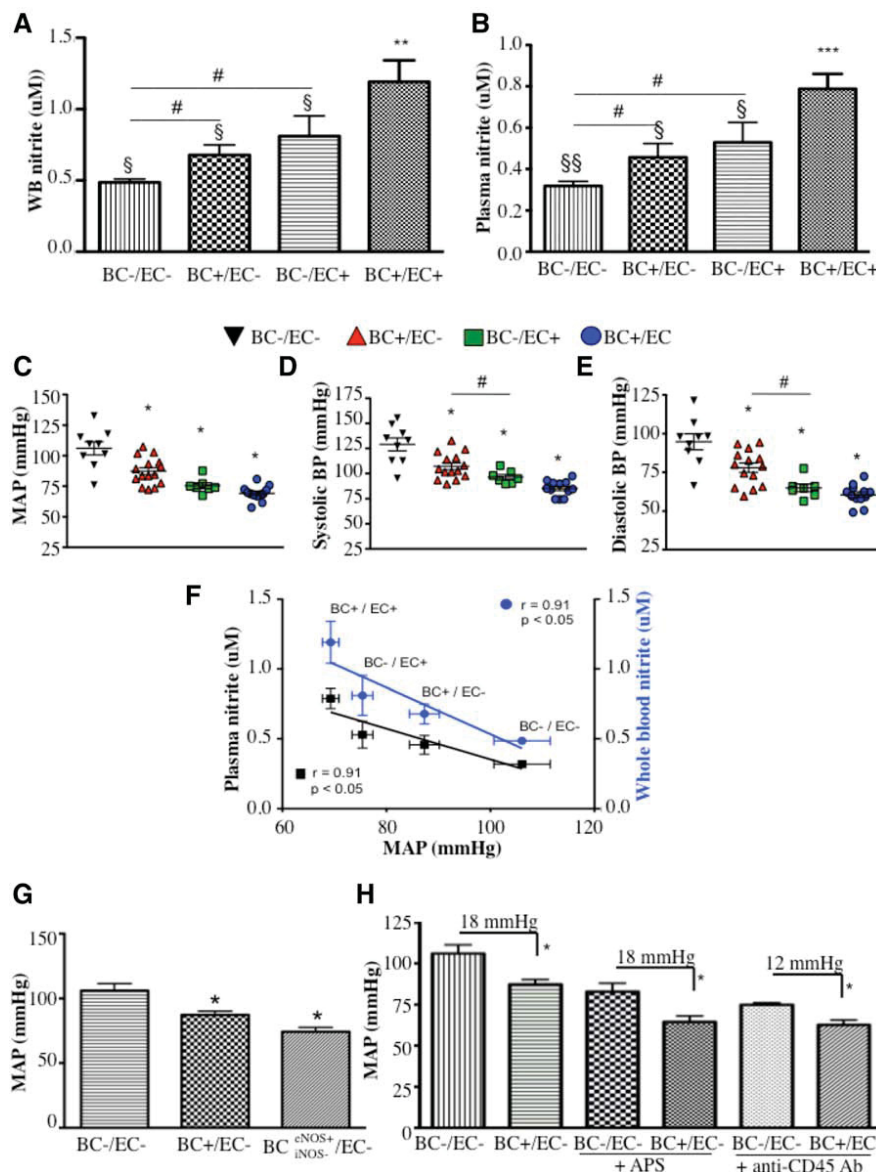 A
WB nitrite (uM))
1.5
1.0
0.5
0.0
§
§
§
**
#
#
BC-/EC-
BC+/EC-
BC-/EC+
BC+/EC+
B
Plasma nitrite (uM))
0.8
0.6
0.4
0.2
0.0
§§
§
§
***
#
#
BC-/EC-
BC+/EC-
BC-/EC+
BC+/EC+
BC-/EC-
BC+/EC-
BC-/EC+
BC+/EC
C
MAP (mmHg)
150
125
100
75
50
25
*
*
*
D
Systolic BP (mmHg)
175
150
125
100
75
50
25
#
*
*
*
E
Diastolic BP (mmHg)
125
100
75
50
25
#
*
*
*
F
Plasma nitrite (uM)
1.5
1.0
0.5
0.0
BC+ / EC+
BC- / EC+
BC+ / EC-
BC- / EC-
r = 0.91
p < 0.05
r = 0.91
p < 0.05
60
80
100
120
MAP (mmHg)
1.5
1.0
0.5
0.0
Whole blood nitrite (uM)
G
MAP (mmHg)
150
100
50
0
*
*
BC-/EC-
BC+/EC-
BC eNOS+ iNOS- /EC-
H
MAP (mmHg)
125
100
75
50
25
0
18 mmHg
*
18 mmHg
*
12 mmHg
*
BC-/EC-
BC+/EC-
BC-/EC-
BC+/EC-
BC-/EC-
BC+/EC
+ APS
+ anti-CD45 Ab